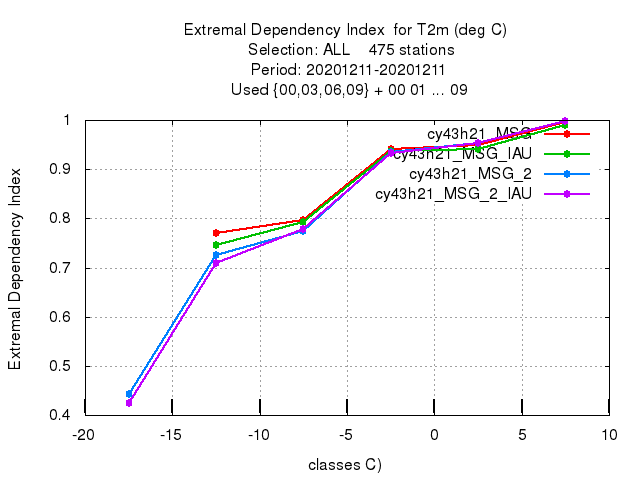 Extremal Dependency Index  for T2m (deg C)
Selection: ALL    475 stations
Period: 20201211-20201211
Used {00,03,06,09} + 00 01 ... 09
Extremal Dependency Index
1
0.9
0.8
0.7
0.6
0.5
0.4
cy43h21_MSG
cy43h21_MSG_IAU
cy43h21_MSG_2
cy43h21_MSG_2_IAU
-20 -15 -10 -5 0 5 10
classes C)